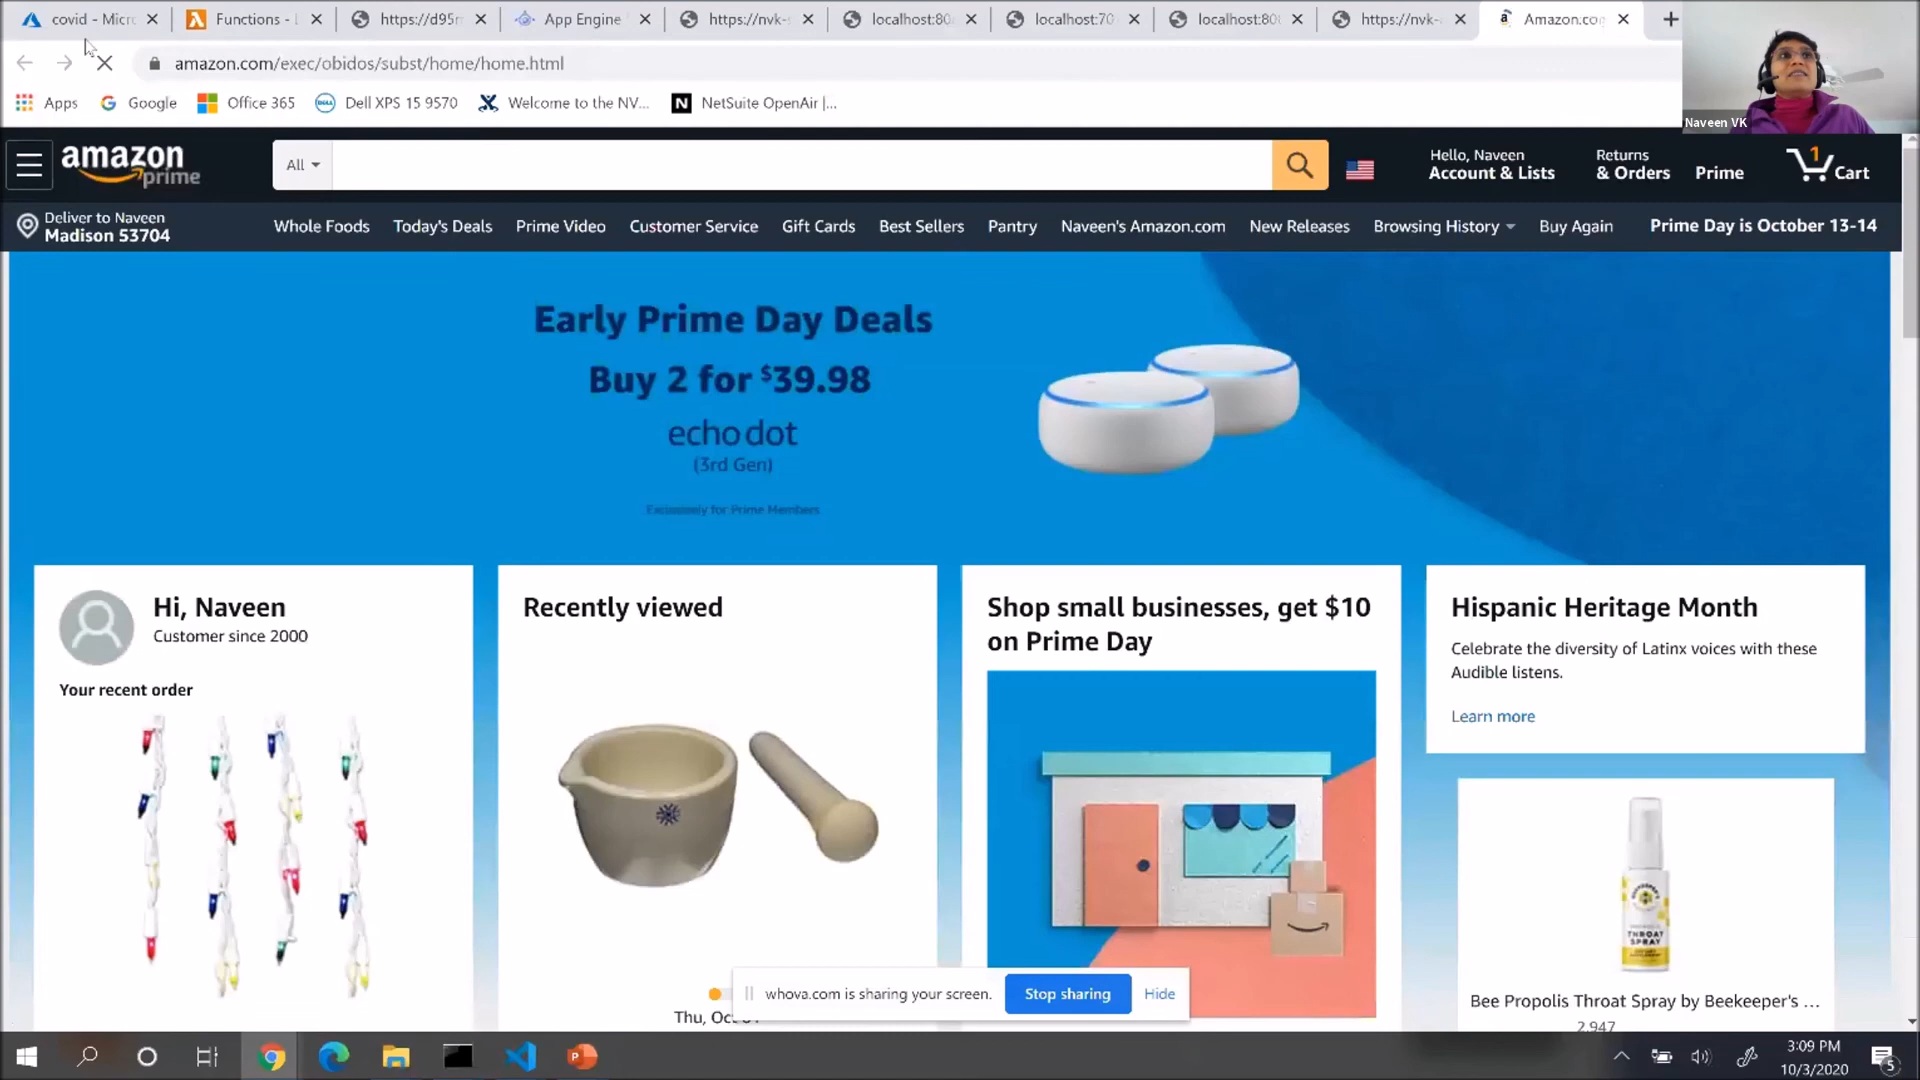 covid - Micro
Functions - L
https://d95r
App Engine
https://nvk-
localhost:80
localhost:70
localhost:80
https://nvk-
Amazon.co
amazon.com/exec/obidos/subst/home/home.html
Apps
Google
Office 365
Dell XPS 15 9570
Welcome to the NV...
NetSuite OpenAir |...
Naveen VK
amazon
prime
All
Hello, Naveen
Account & Lists
Returns
& Orders
Prime
1
Cart
Deliver to Naveen
Madison 53704
Whole Foods
Today's Deals
Prime Video
Customer Service
Gift Cards
Best Sellers
Pantry
Naveen's Amazon.com
New Releases
Browsing History
Buy Again
Prime Day is October 13-14
Early Prime Day Deals
Buy 2 for $39.98
echo dot
(3rd Gen)
Exclusively for Prime Members
Hi, Naveen
Customer since 2000
Your recent order
Recently viewed
Thu, Oct
Shop small businesses, get $10
on Prime Day
Hispanic Heritage Month
Celebrate the diversity of Latinx voices with these
Audible listens.
Learn more
THROAT
SPRAY
Bee Propolis Throat Spray by Beekeeper's ...
2,947
whova.com is sharing your screen.
Stop sharing
Hide
3:09 PM
10/3/2020
5